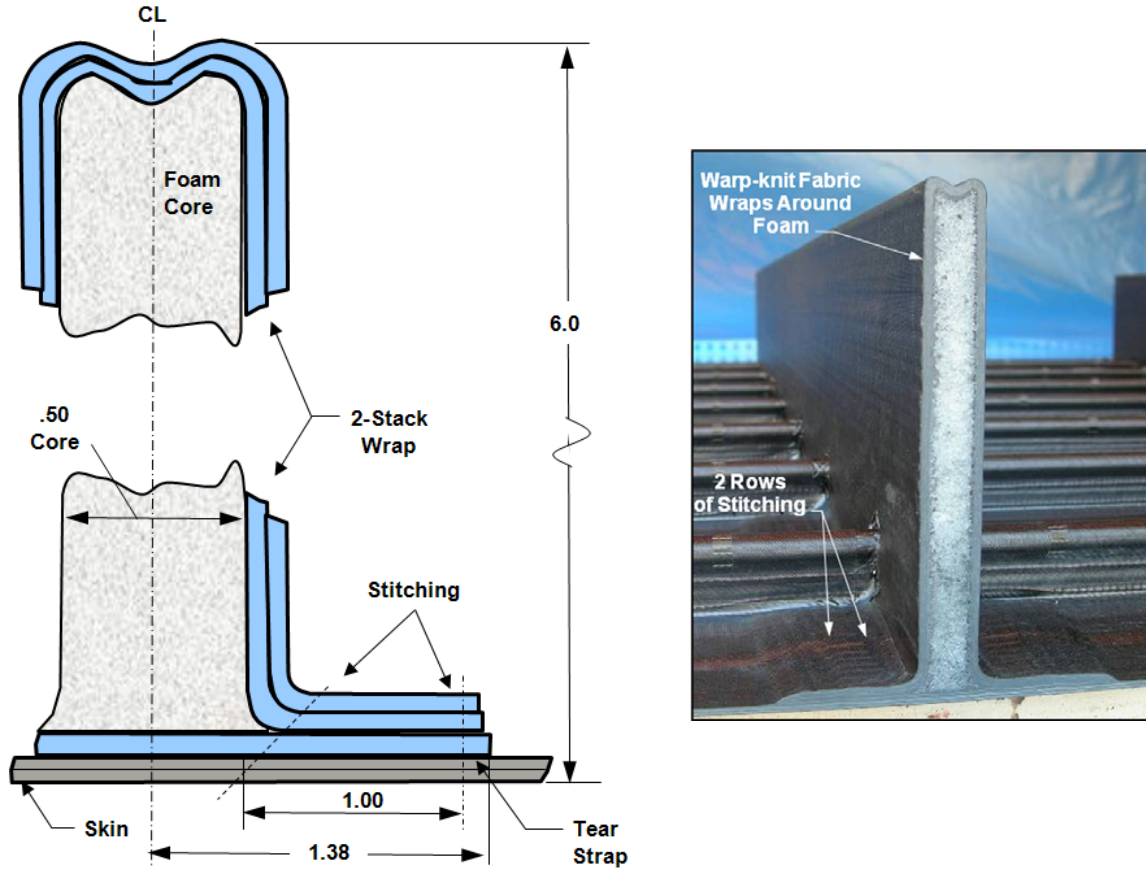 CL
Foam
Core
6.0
.50
Core
2-Stack
Wrap
Stitching
1.00
Skin
1.38
Tear
Strap
Warp-knit Fabric
Wraps Around
Foam
2 Rows
of Stitching